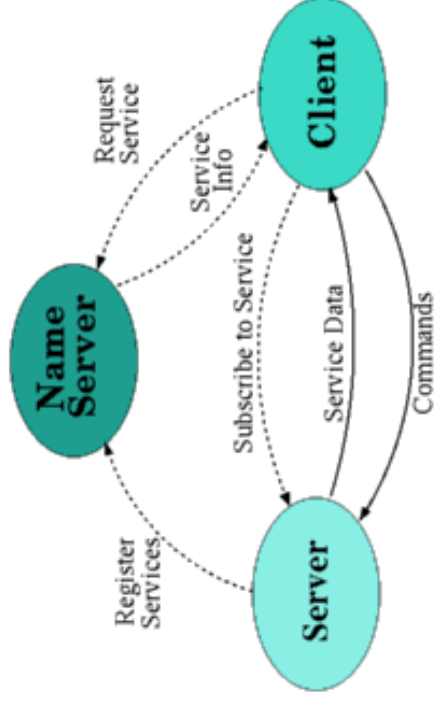 Name
Server
Register
Services
Request
Service
Service
Info
Subscribe to Service
Service Data
Commands
Server
Client